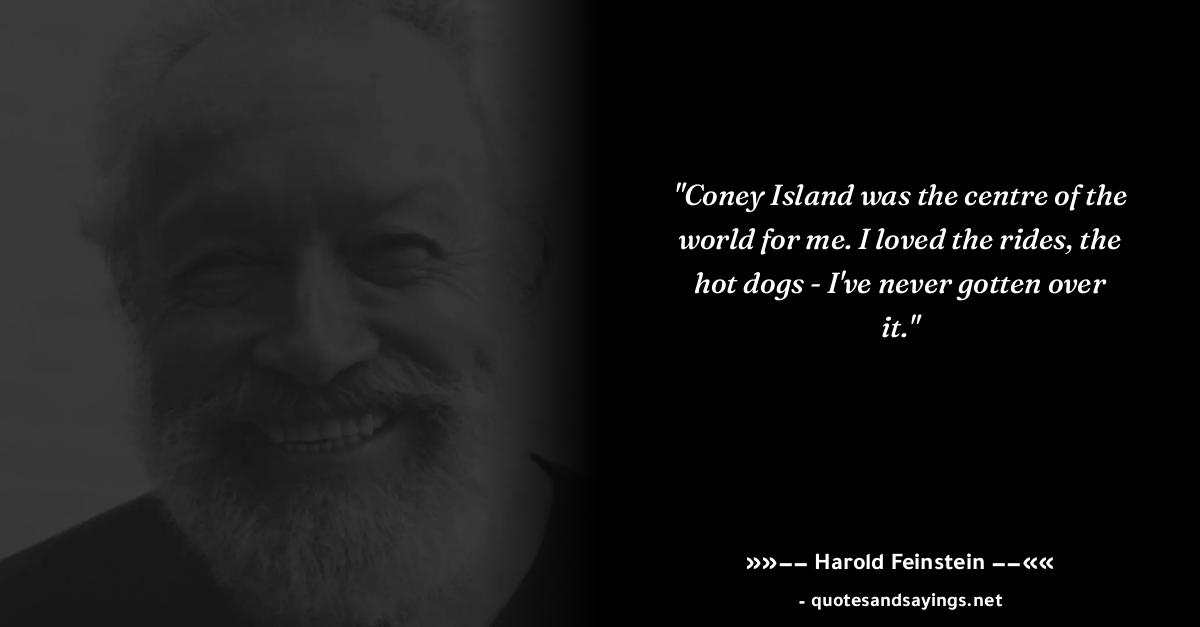 "Coney Island was the centre of the
world for me. I loved the rides, the
hot dogs - I've never gotten over
it."
»»−− Harold Feinstein −−««
- quotesandsayings.net